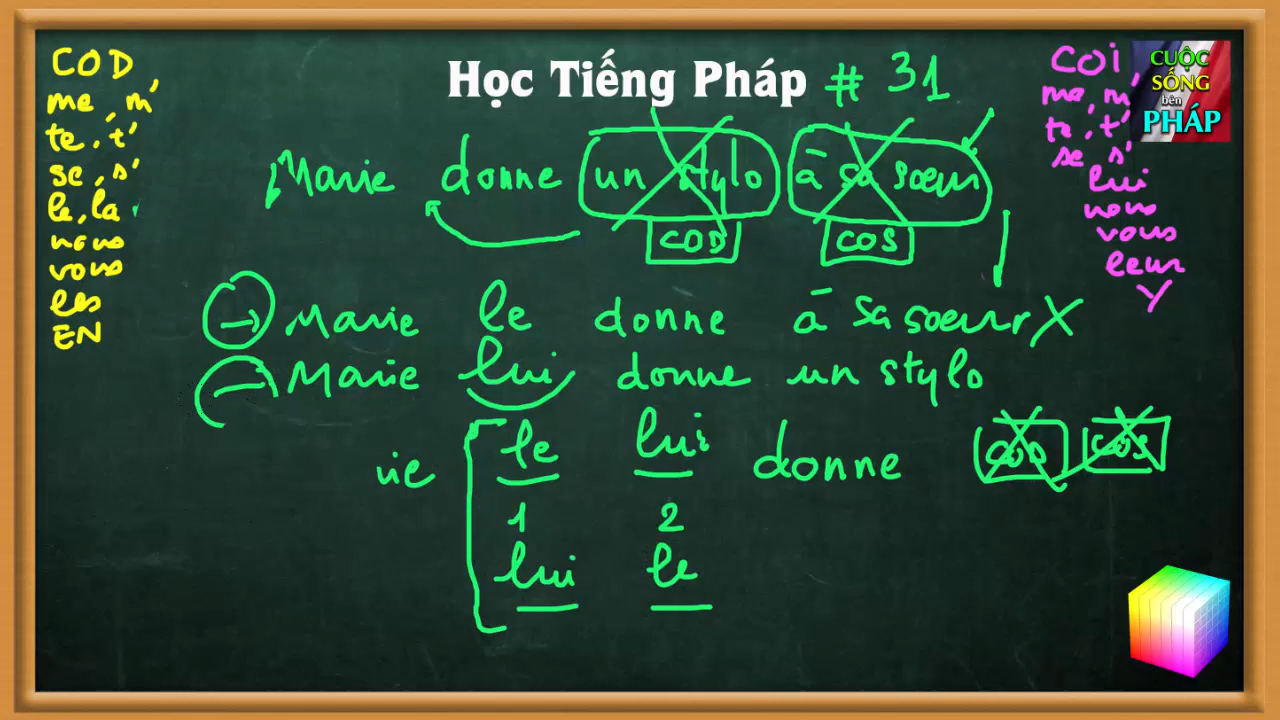 COD
me, m'
te, t'
se, s'
le, la
nous
vous
les
EN
Học Tiếng Pháp # 31
COI
me, m'
te, t'
se, s'
lui
nous
vous
leur
Y
CUỘC
SỐNG
bên
PHÁP
Marie donne un stylo à sa soeur
COD COS
→ Marie le donne à sa soeur X
Marie lui donne un stylo
le lui donne COD COS
1 2
lui le